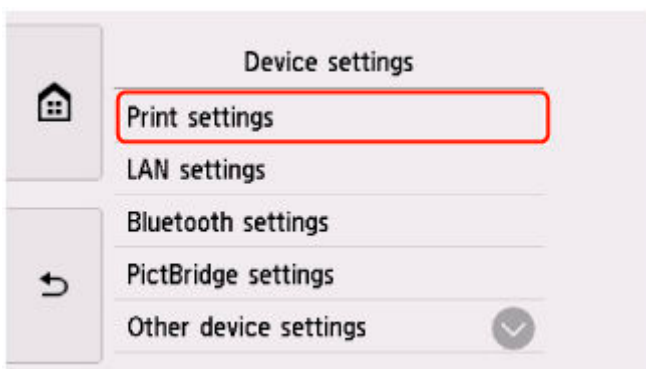 Device settings
Print settings
LAN settings
Bluetooth settings
PictBridge settings
Other device settings